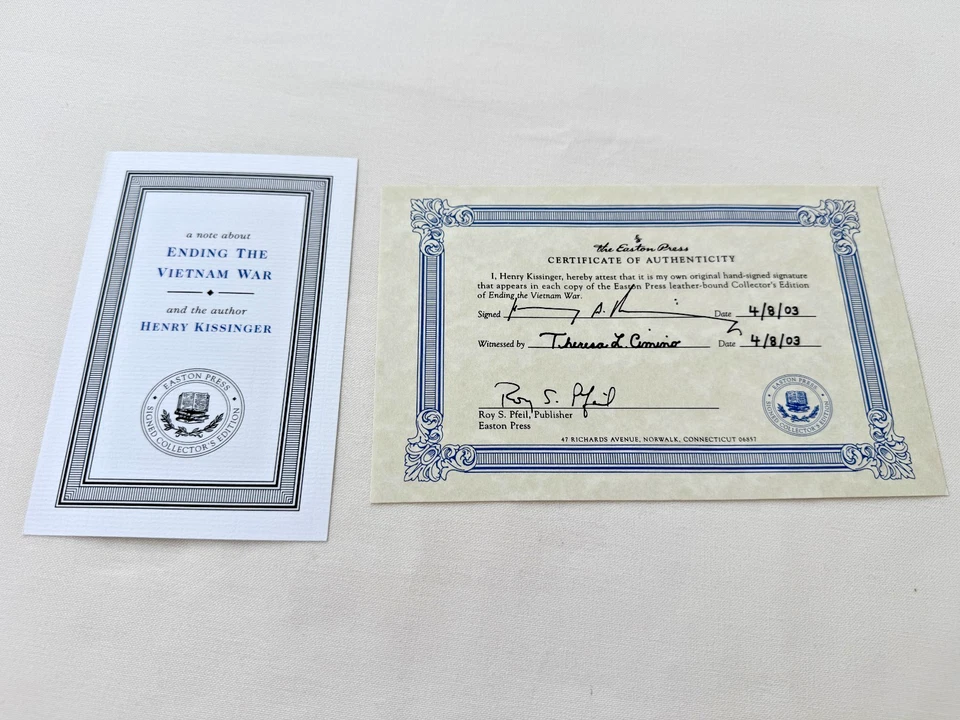 a note about
ENDING THE
VIETNAM WAR
and the author
HENRY KISSINGER
EASTON PRESS
SIGNED COLLECTOR'S EDITION
the Easton Press
CERTIFICATE OF AUTHENTICITY
I, Henry Kissinger, hereby attest that it is my own original hand-signed signature
that appears in each copy of the Easton Press leather-bound Collector's Edition
of Ending the Vietnam War.
Signed Date 4/8/03
Witnessed by Theresa L. Cimino Date 4/8/03
Roy S. Pfeil
Roy S. Pfeil, Publisher
Easton Press
EASTON PRESS
SIGNED COLLECTOR'S EDITION
47 RICHARDS AVENUE, NORWALK, CONNECTICUT 06857